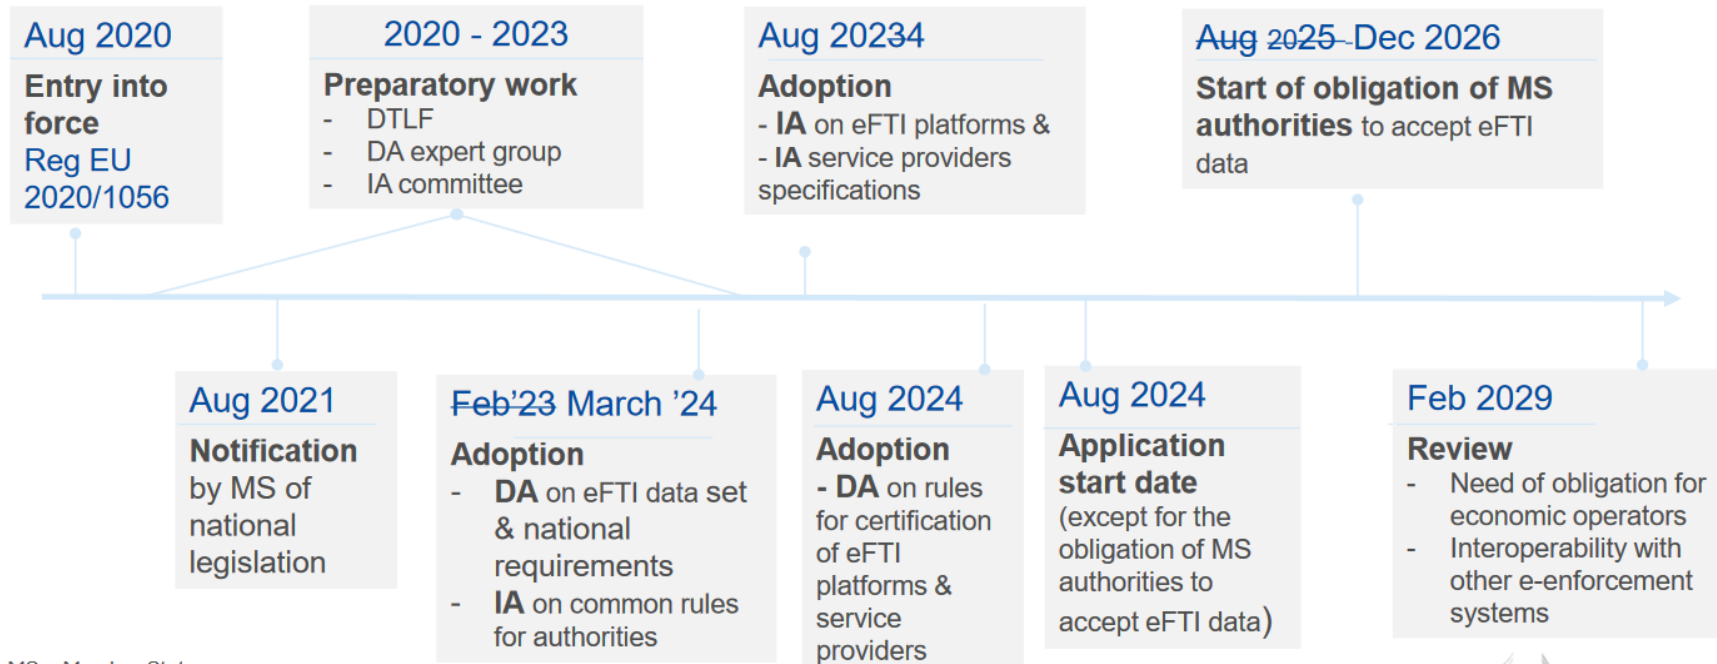 Aug 2020
Entry into
force
Reg EU
2020/1056
2020 - 2023
Preparatory work
- DTLF
- DA expert group
- IA committee
Aug 20234
Adoption
- IA on eFTI platforms &
- IA service providers
specifications
Aug 2025 Dec 2026
Start of obligation of MS
authorities to accept eFTI
data
Aug 2021
Notification
by MS of
national
legislation
Feb’23 March ’24
Adoption
- DA on eFTI data set
& national
requirements
- IA on common rules
for authorities
Aug 2024
Adoption
- DA on rules
for certification
of eFTI
platforms &
service
providers
Aug 2024
Application
start date
(except for the
obligation of MS
authorities to
accept eFTI data)
Feb 2029
Review
- Need of obligation for
economic operators
- Interoperability with
other e-enforcement
systems